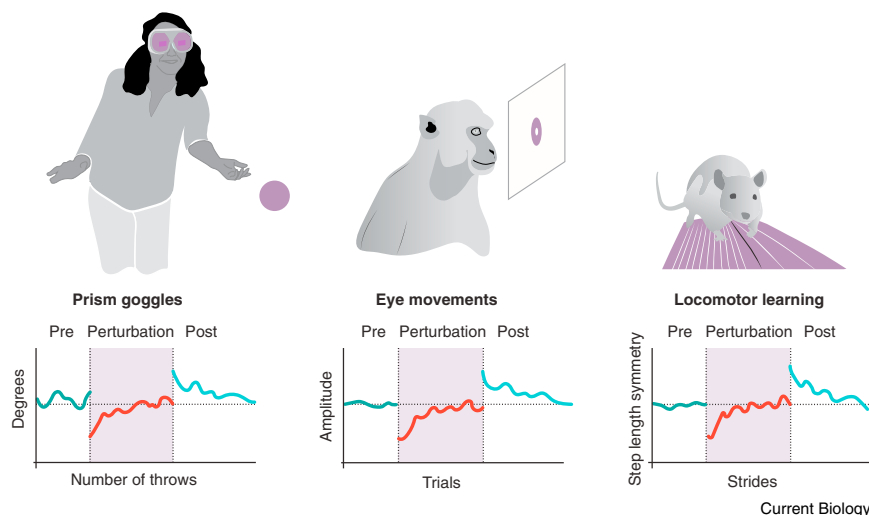 Prism goggles
Pre Perturbation Post
Degrees
Number of throws
Eye movements
Pre Perturbation Post
Amplitude
Trials
Locomotor learning
Pre Perturbation Post
Step length symmetry
Strides
Current Biology